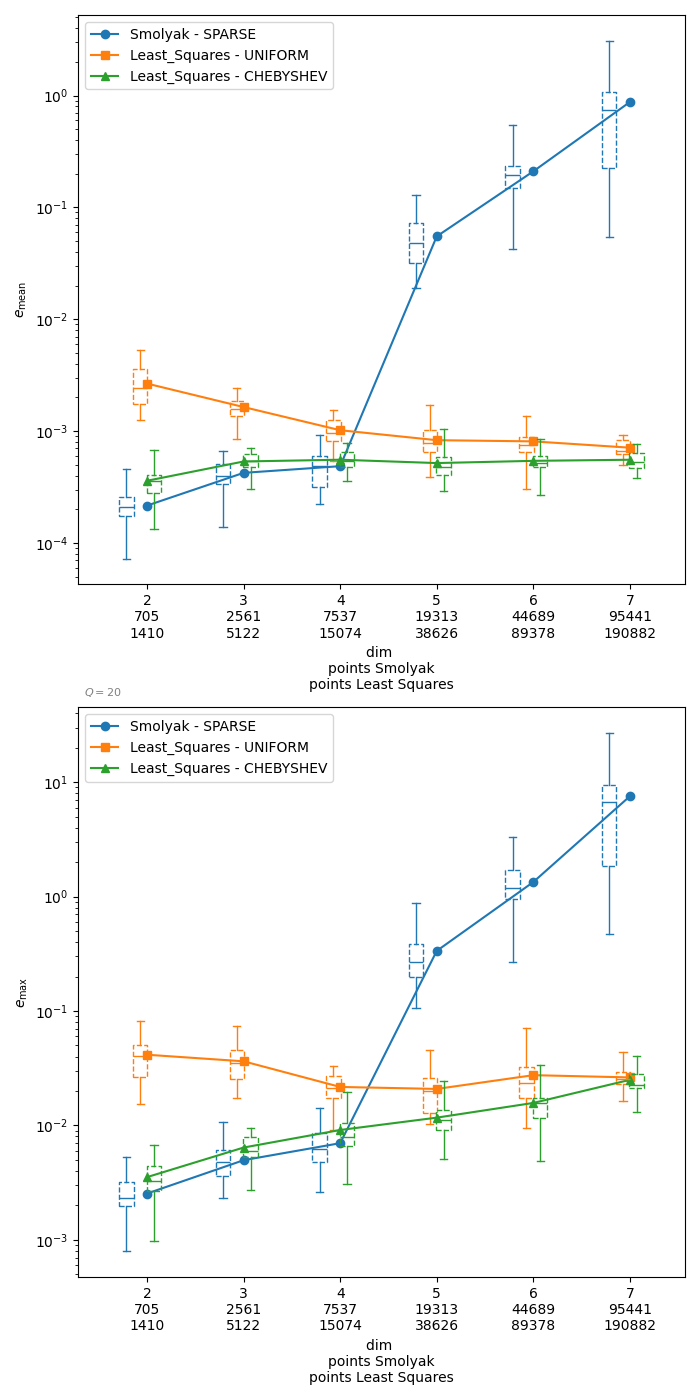 Smolyak - SPARSE
Least_Squares - UNIFORM
Least_Squares - CHEBYSHEV
10^0
10^-1
10^-2
10^-3
10^-4
e_mean
2 3 4 5 6 7
705 2561 7537 19313 44689 95441
1410 5122 15074 38626 89378 190882
dim
points Smolyak
points Least Squares
Q = 20
Smolyak - SPARSE
Least_Squares - UNIFORM
Least_Squares - CHEBYSHEV
10^1
10^0
10^-1
10^-2
10^-3
e_max
2 3 4 5 6 7
705 2561 7537 19313 44689 95441
1410 5122 15074 38626 89378 190882
dim
points Smolyak
points Least Squares